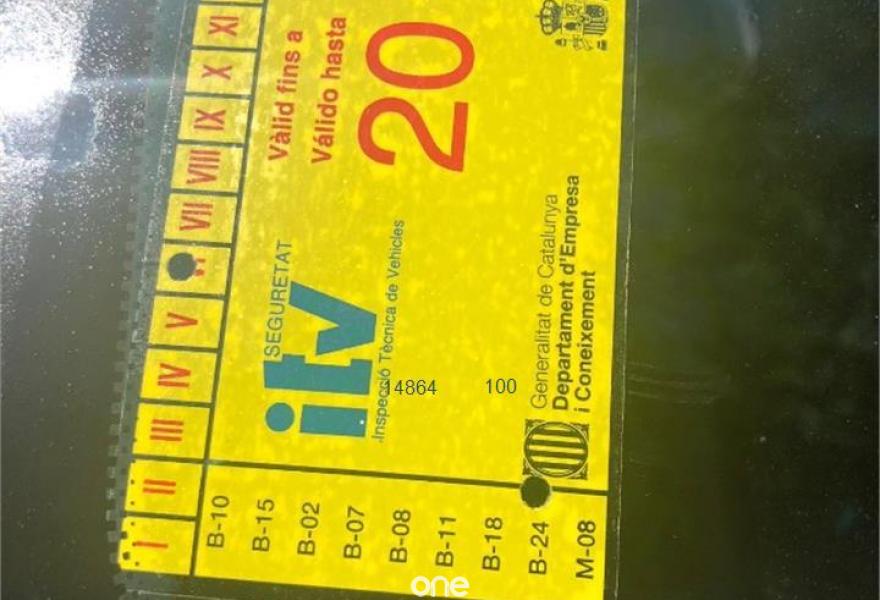 I
II
III
IV
V
VII
VIII
IX
X
XI
Vàlid fins a
Válido hasta
20
SEGURETAT
itv
Inspecció Tècnica de Vehicles
Generalitat de Catalunya
Departament d'Empresa
i Coneixement
B-10
B-15
B-02
B-07
B-08
B-11
B-18
B-24
M-08
14864 100
one